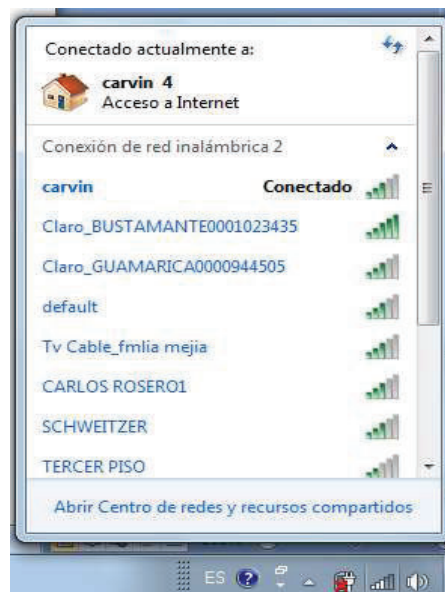 Conectado actualmente a:
carvin 4
Acceso a Internet
Conexión de red inalámbrica 2
carvin Conectado
Claro_BUSTAMANTE0001023435
Claro_GUAMARICA0000944505
default
Tv Cable_fmlia mejia
CARLOS ROSERO1
SCHWEITZER
TERCER PISO
Abrir Centro de redes y recursos compartidos
ES